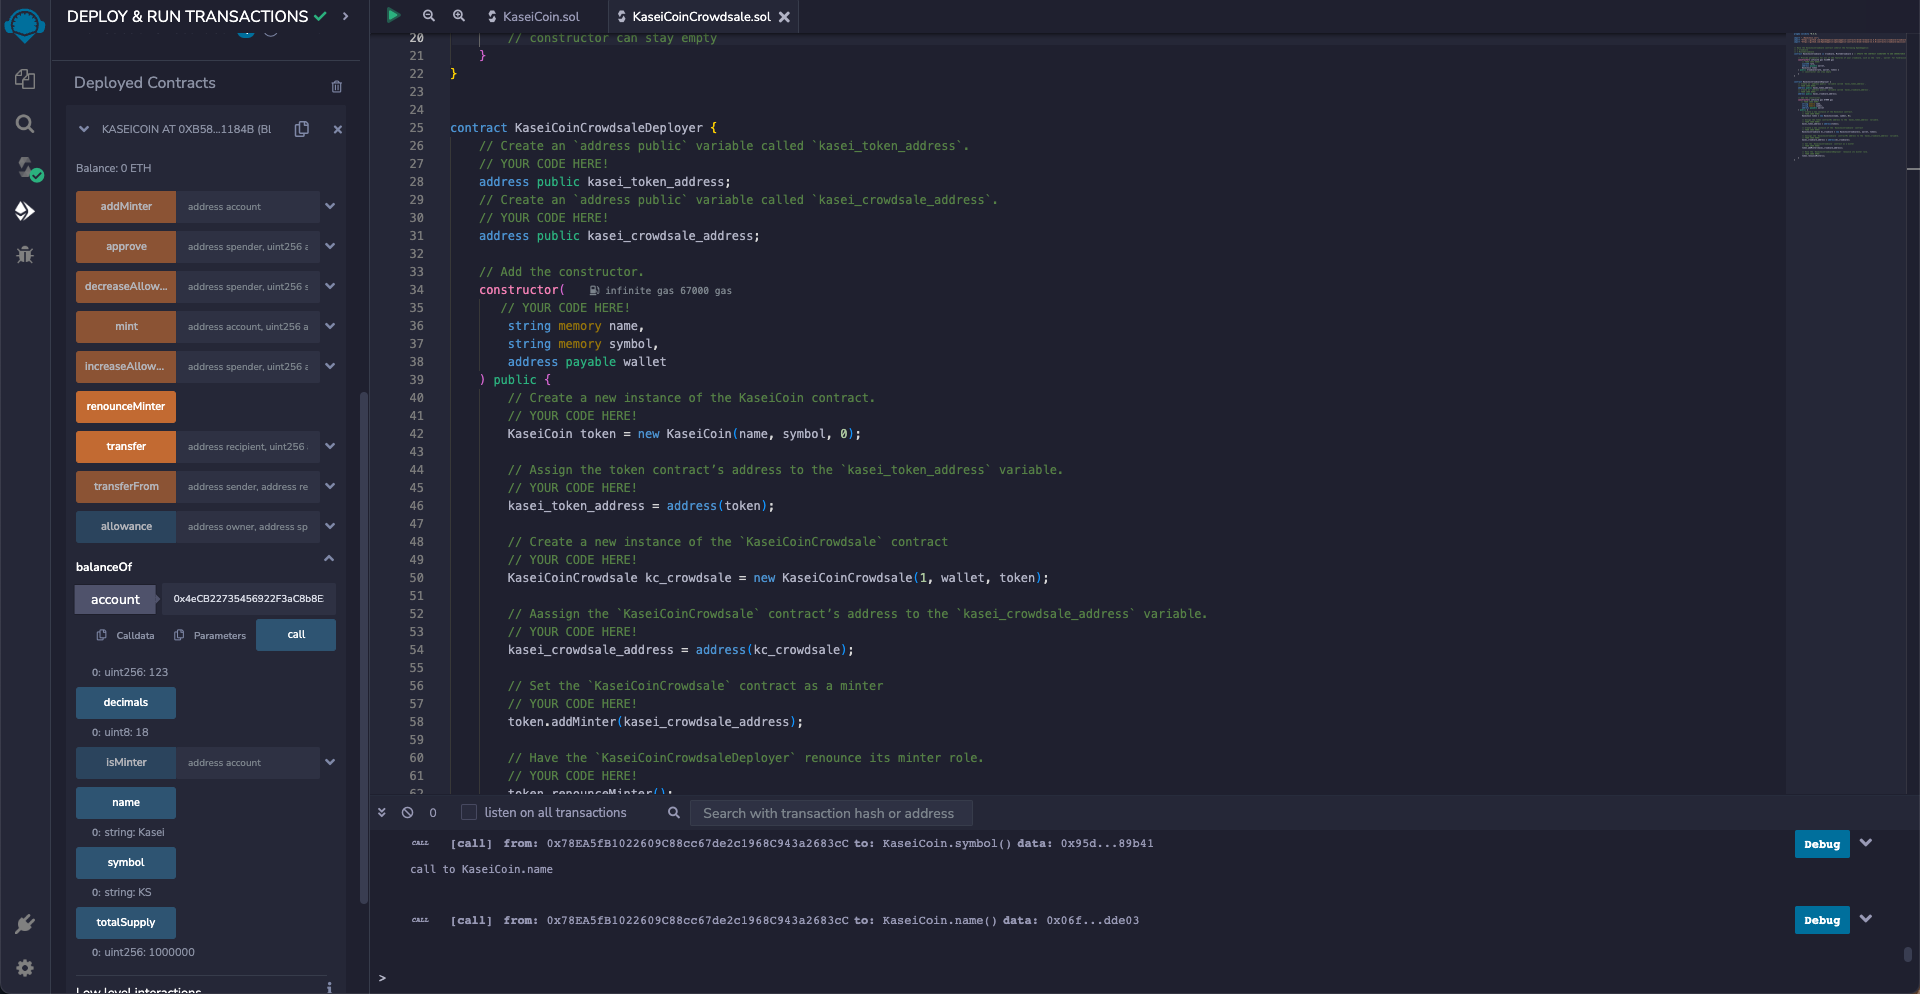 DEPLOY & RUN TRANSACTIONS
Deployed Contracts
KASEICOIN AT 0XB58...1184B (Bl
Balance: 0 ETH
addMinter address account
approve address spender, uint256 a
decreaseAllow... address spender, uint256 s
mint address account, uint256 a
increaseAllow... address spender, uint256 a
renounceMinter
transfer address recipient, uint256
transferFrom address sender, address re
allowance address owner, address sp
balanceOf
account 0x4eCB22735456922F3aC8b8E
Calldata Parameters call
0: uint256: 123
decimals
0: uint8: 18
isMinter address account
name
0: string: Kasei
symbol
0: string: KS
totalSupply
0: uint256: 1000000
Low level interactions
KaseiCoin.sol KaseiCoinCrowdsale.sol
20 // constructor can stay empty
21 }
22 }
23
24
25 contract KaseiCoinCrowdsaleDeployer {
26 // Create an `address public` variable called `kasei_token_address`.
27 // YOUR CODE HERE!
28 address public kasei_token_address;
29 // Create an `address public` variable called `kasei_crowdsale_address`.
30 // YOUR CODE HERE!
31 address public kasei_crowdsale_address;
32
33 // Add the constructor.
34 constructor( infinite gas 67000 gas
35 // YOUR CODE HERE!
36 string memory name,
37 string memory symbol,
38 address payable wallet
39 ) public {
40 // Create a new instance of the KaseiCoin contract.
41 // YOUR CODE HERE!
42 KaseiCoin token = new KaseiCoin(name, symbol, 0);
43
44 // Assign the token contract’s address to the `kasei_token_address` variable.
45 // YOUR CODE HERE!
46 kasei_token_address = address(token);
47
48 // Create a new instance of the `KaseiCoinCrowdsale` contract
49 // YOUR CODE HERE!
50 KaseiCoinCrowdsale kc_crowdsale = new KaseiCoinCrowdsale(1, wallet, token);
51
52 // Aassign the `KaseiCoinCrowdsale` contract’s address to the `kasei_crowdsale_address` variable.
53 // YOUR CODE HERE!
54 kasei_crowdsale_address = address(kc_crowdsale);
55
56 // Set the `KaseiCoinCrowdsale` contract as a minter
57 // YOUR CODE HERE!
58 token.addMinter(kasei_crowdsale_address);
59
60 // Have the `KaseiCoinCrowdsaleDeployer` renounce its minter role.
61 // YOUR CODE HERE!
62 token.renounceMinter();
0 listen on all transactions Search with transaction hash or address
CALL [call] from: 0x78EA5fB1022609C88cc67de2c1968C943a2683cC to: KaseiCoin.symbol() data: 0x95d...89b41 Debug
call to KaseiCoin.name
CALL [call] from: 0x78EA5fB1022609C88cc67de2c1968C943a2683cC to: KaseiCoin.name() data: 0x06f...dde03 Debug
>